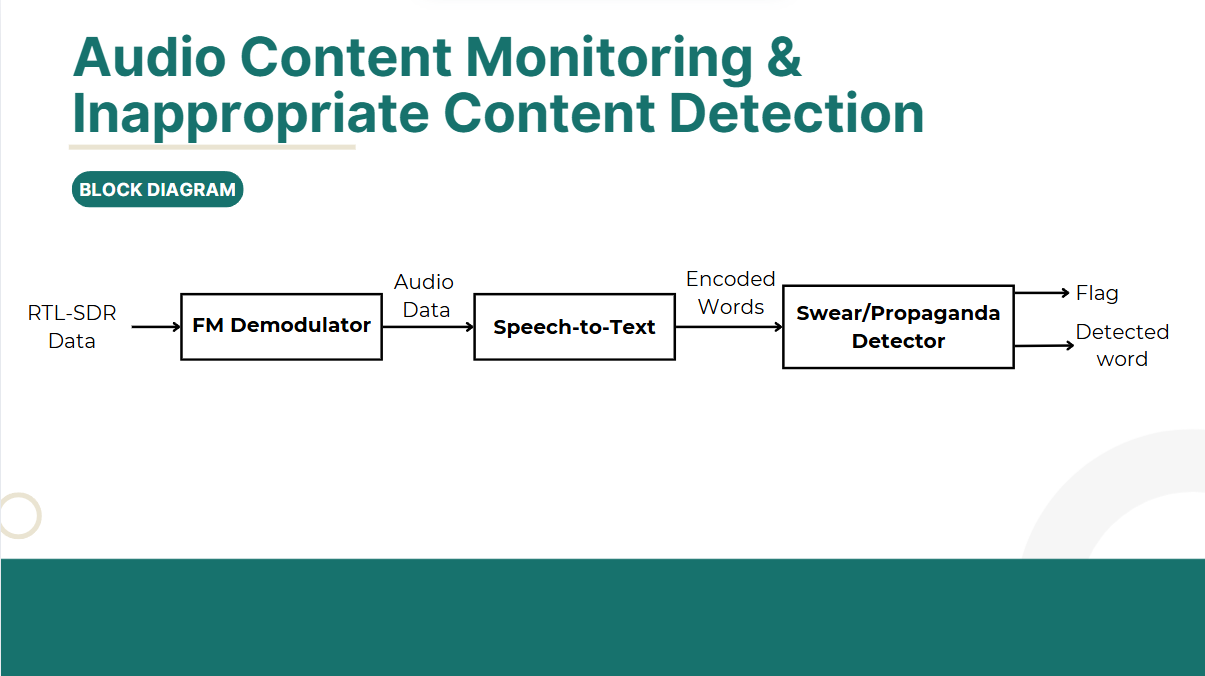 Audio Content Monitoring &
Inappropriate Content Detection
BLOCK DIAGRAM
RTL-SDR
Data
FM Demodulator
Audio
Data
Speech-to-Text
Encoded
Words
Swear/Propaganda
Detector
Flag
Detected
word